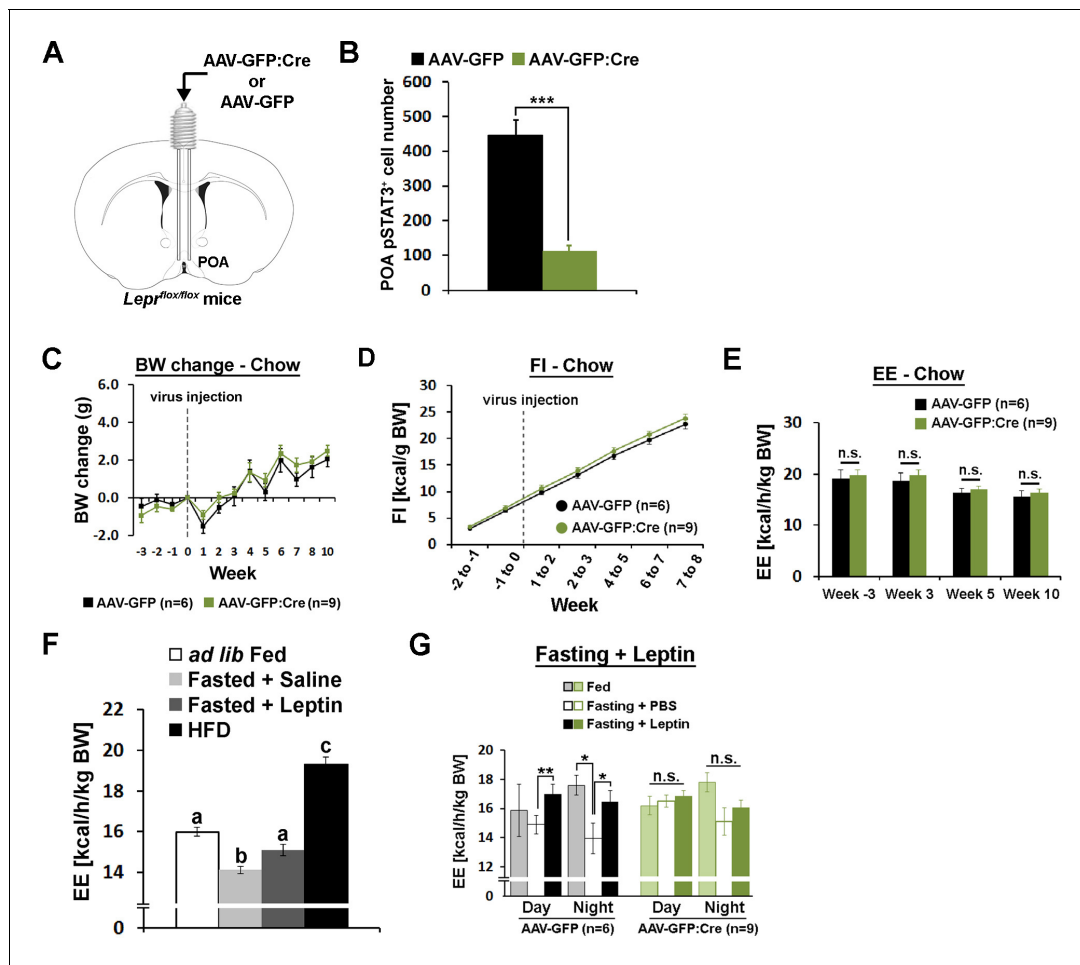 A
AAV-GFP:Cre
or
AAV-GFP
POA
Lepr^flox/flox mice
B
AAV-GFP AAV-GFP:Cre
POA pSTAT3+ cell number
600
500
400
300
200
100
0
***
C
BW change - Chow
BW change (g)
6.0
4.0
2.0
0.0
-2.0
virus injection
-3 -2 -1 0 1 2 3 4 5 6 7 8 10
Week
AAV-GFP (n=6) AAV-GFP:Cre (n=9)
D
FI - Chow
FI [kcal/g BW]
30
25
20
15
10
5
0
virus injection
AAV-GFP (n=6)
AAV-GFP:Cre (n=9)
-2 to -1
-1 to 0
1 to 2
2 to 3
4 to 5
6 to 7
7 to 8
Week
E
EE - Chow
AAV-GFP (n=6)
AAV-GFP:Cre (n=9)
EE [kcal/h/kg BW]
30
20
10
0
n.s. n.s. n.s. n.s.
Week -3 Week 3 Week 5 Week 10
F
ad lib Fed
Fasted + Saline
Fasted + Leptin
HFD
EE [kcal/h/kg BW]
22
20
18
16
14
0
a b a c
G
Fasting + Leptin
Fed
Fasting + PBS
Fasting + Leptin
EE [kcal/h/kg BW]
20
18
16
14
12
0
** * * n.s. n.s.
Day Night Day Night
AAV-GFP (n=6) AAV-GFP:Cre (n=9)